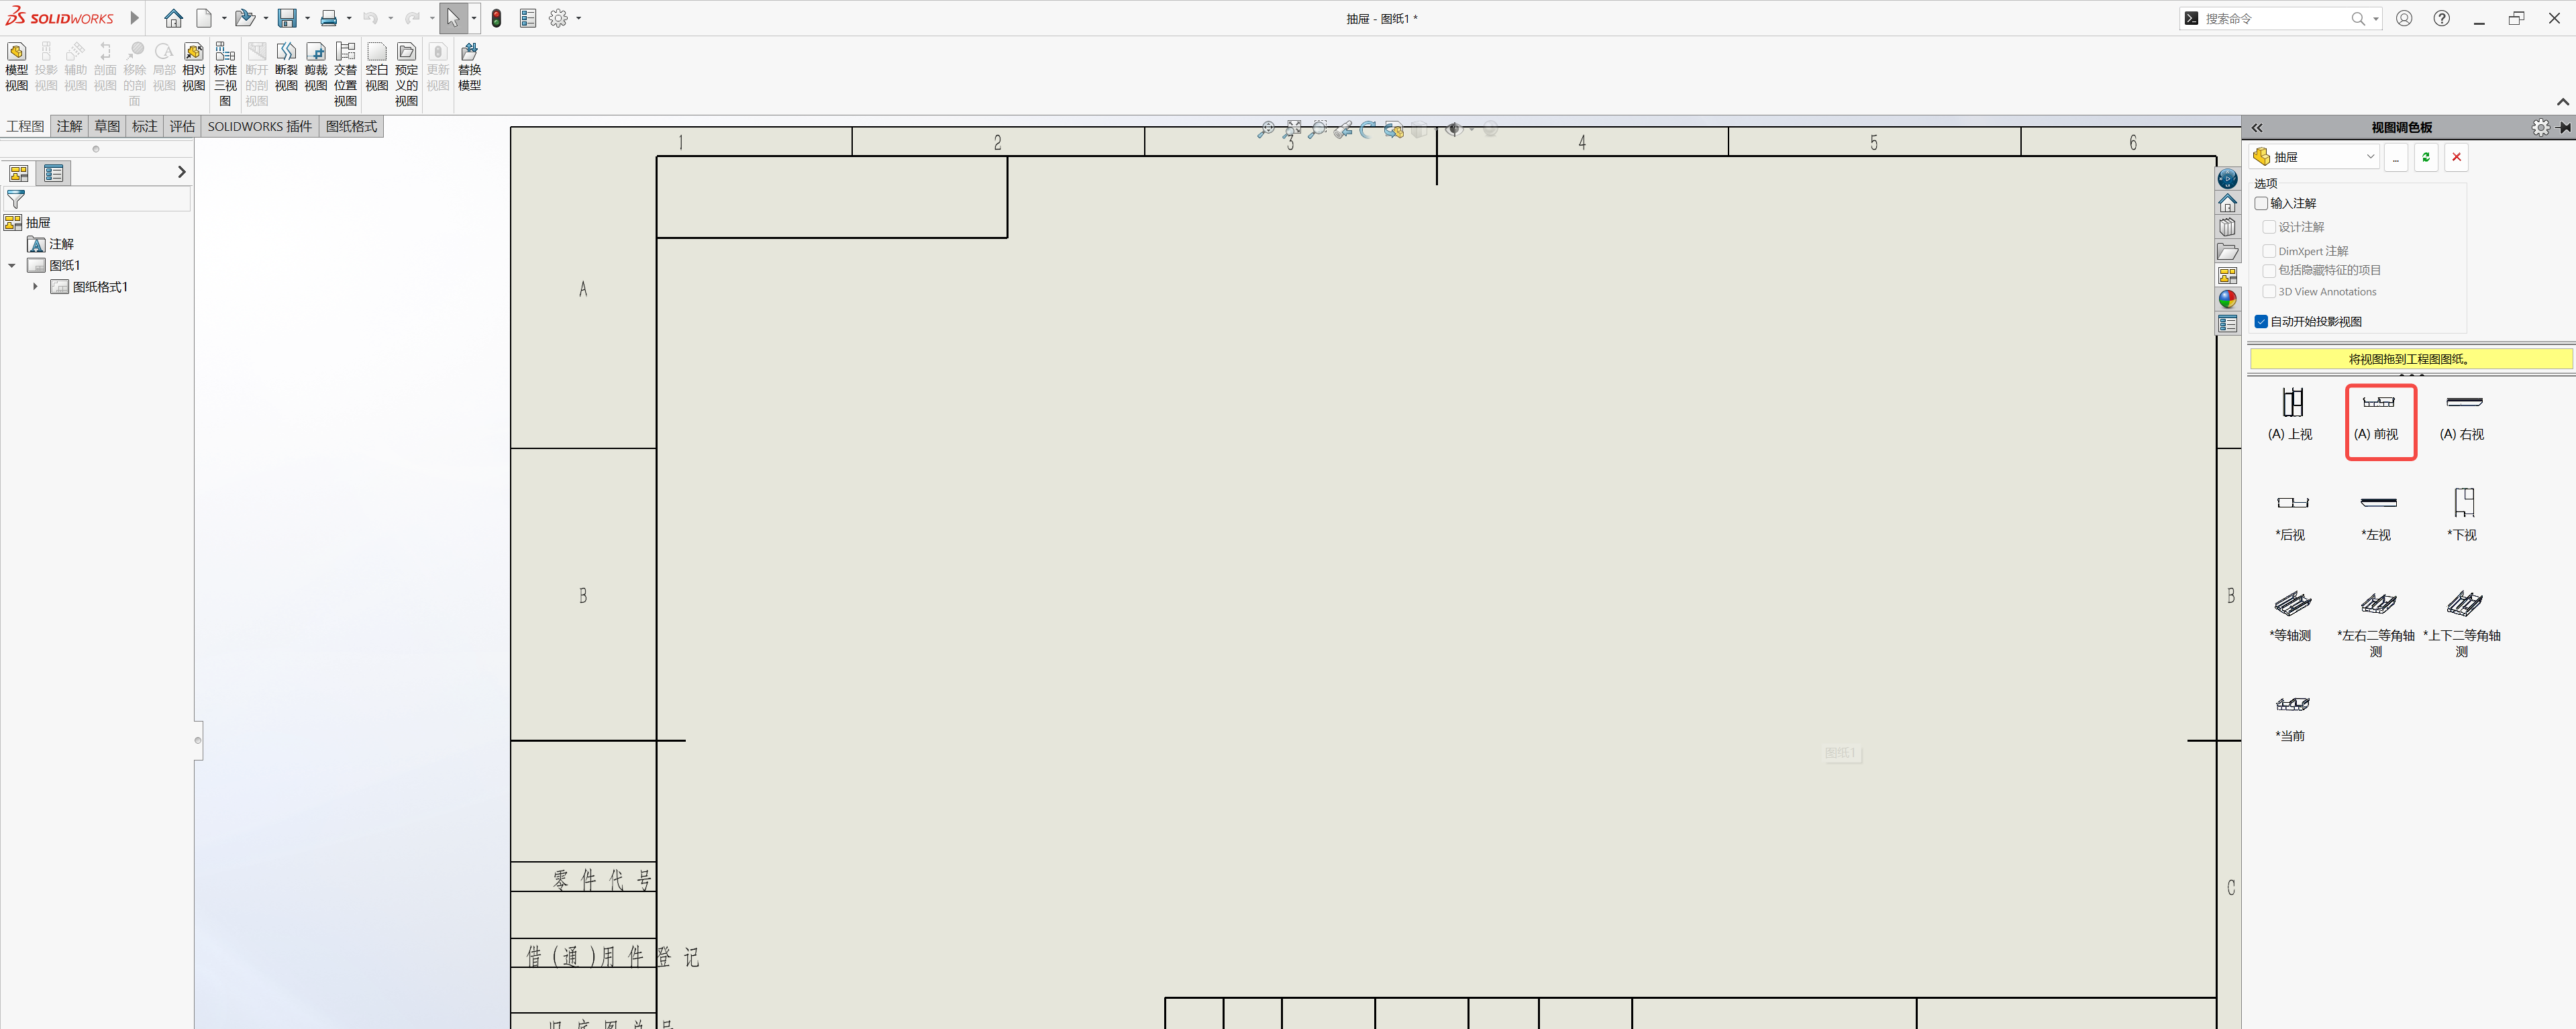 SOLIDWORKS
抽屉 - 图纸1 *
搜索命令
模型视图
投影视图
辅助视图
剖面视图
移除的剖面
局部视图
相对视图
标准三视图
断开的剖视图
断裂视图
剪裁视图
交替位置视图
空白视图
预定义的视图
更新视图
替换模型
工程图 注解 草图 标注 评估 SOLIDWORKS 插件 图纸格式
抽屉
注解
图纸1
图纸格式1
1 2 3 4 5 6
A
B
B
C
零件代号
借(通)用件登记
旧底图总号
图纸1
视图调色板
抽屉
...
选项
输入注解
设计注解
DimXpert 注解
包括隐藏特征的项目
3D View Annotations
自动开始投影视图
将视图拖到工程图图纸。
(A) 上视 (A) 前视 (A) 右视
*后视 *左视 *下视
*等轴测 *左右二等角轴测 *上下二等角轴测
*当前